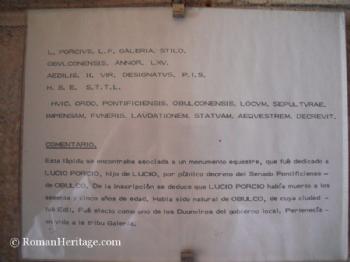 L. PORCIVS. L.F. GALERIA. STILO.
OBVLCONENSIS. ANNOR. LXV.
AEDILIS. II. VIR. DESIGNATVS. P.I.S.
H. S. E. S.T.T.L.
HVIC. ORDO. PONTIFICIENSIS. OBULCONENSIS. LOCVM. SEPVLTVRAE.
IMPENSAM. FVNERIS. LAVDATIONEM. STATVAM. AEQVESTREM. DECREVIT.
COMENTARIO.
Esta lápida se encontraba asociada a un monumento equestre, que fué dedicado a
LUCIO PORCIO, hijo de LUCIO, por público decreto del Senado Pontificiense-
de OBULCO. De la inscripción se deduce que LUCIO PORCIO había muerto a los
sesenta y cinco años de edad. Había sido natural de OBULCO, de cuya ciudad -
fué Edil. Fué electo como uno de los Duunviros del gobierno local. Pertenecía-
en vida a la tribu Galeria.
© RomanHeritage.com